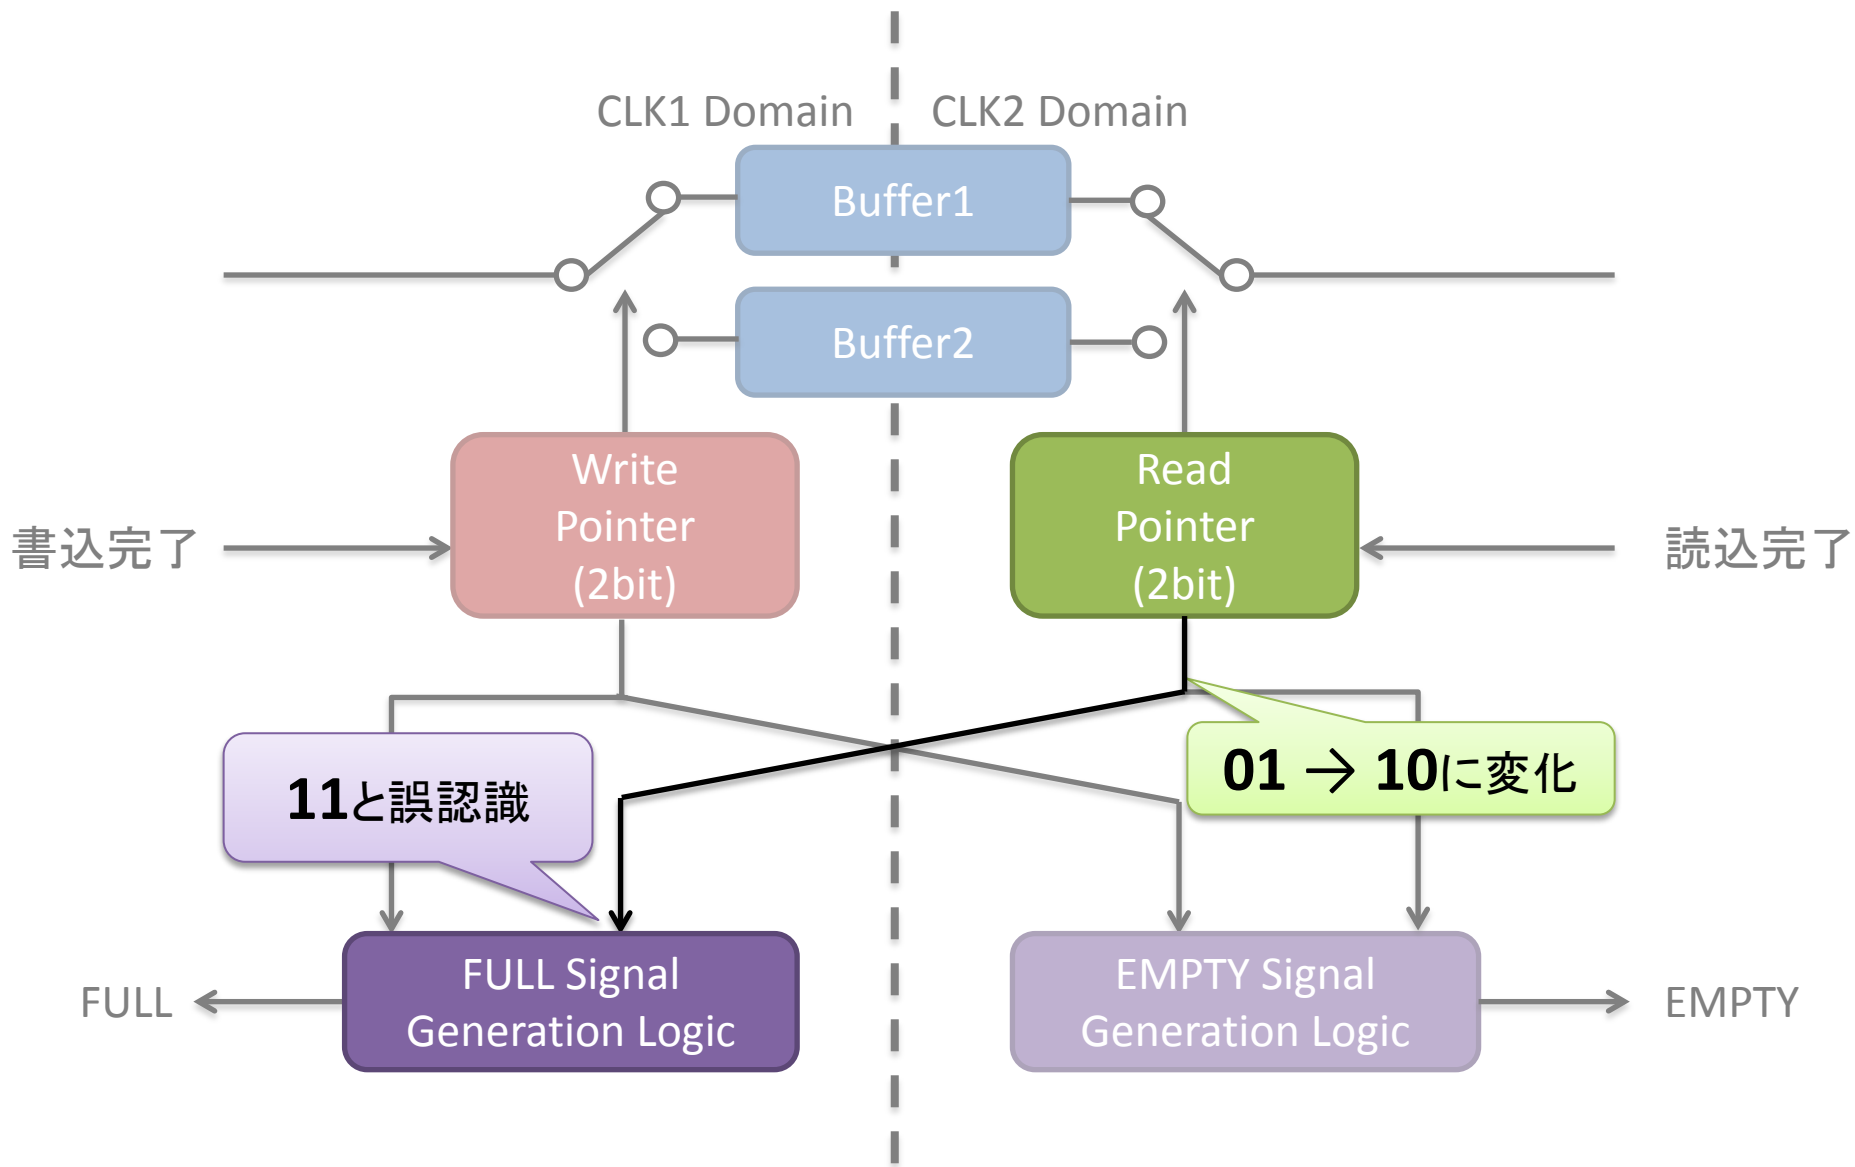 CLK1 Domain
CLK2 Domain
Buffer1
Buffer2
Write
Pointer
(2bit)
Read
Pointer
(2bit)
書込完了
読込完了
11と誤認識
01 → 10に変化
FULL Signal
Generation Logic
EMPTY Signal
Generation Logic
FULL
EMPTY